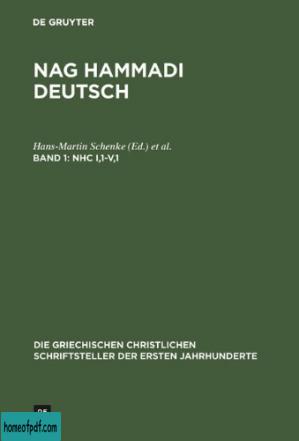 DE GRUYTER
NAG HAMMADI
DEUTSCH
Hans-Martin Schenke (Ed.) et al.
BAND 1: NHC I,1-V,1
DIE GRIECHISCHEN CHRISTLICHEN
SCHRIFTSTELLER DER ERSTEN JAHRHUNDERTE
homeofpdf.com